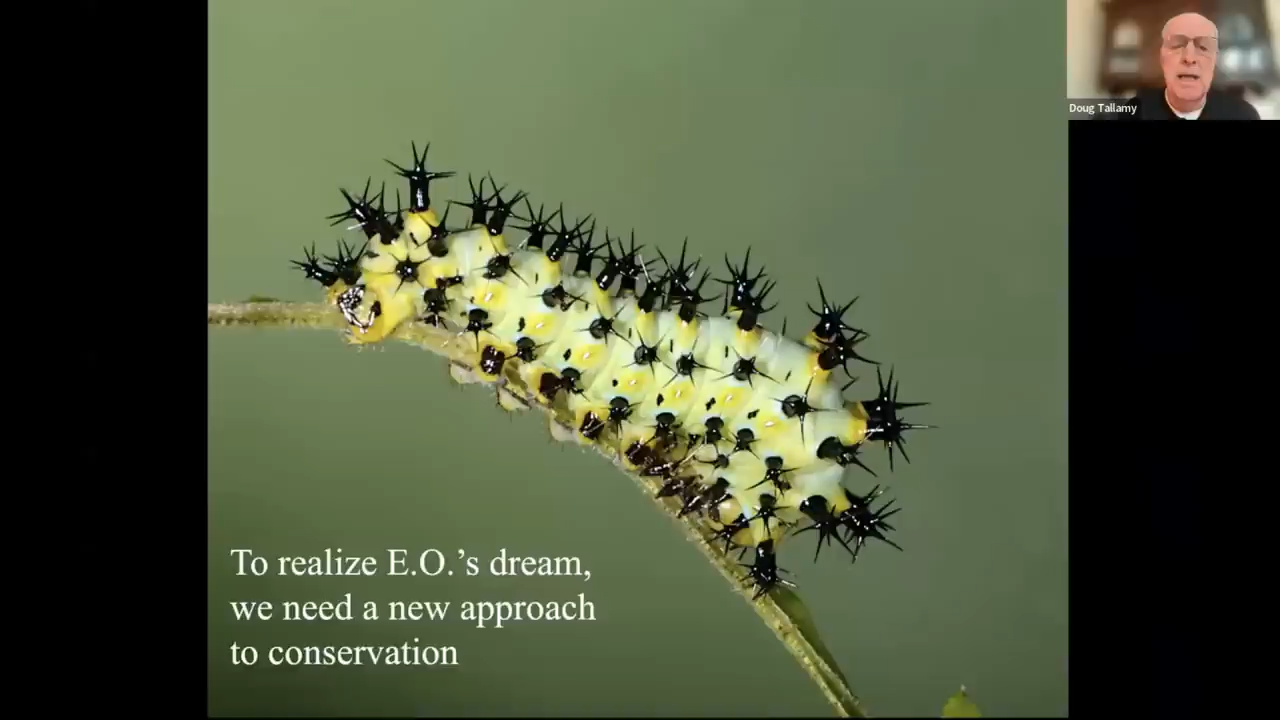 Doug Tallamy
To realize E.O.’s dream,
we need a new approach
to conservation